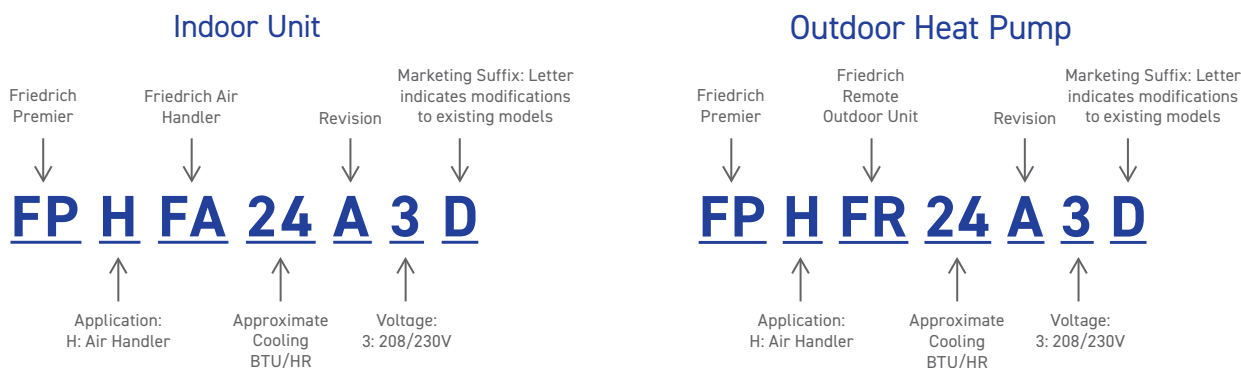 Indoor Unit
Friedrich
Premier
Friedrich Air
Handler
Revision
Marketing Suffix: Letter
indicates modifications
to existing models
FP H FA 24 A 3 D
Application:
H: Air Handler
Approximate
Cooling
BTU/HR
Voltage:
3: 208/230V
Outdoor Heat Pump
Friedrich
Premier
Friedrich
Remote
Outdoor Unit
Revision
Marketing Suffix: Letter
indicates modifications
to existing models
FP H FR 24 A 3 D
Application:
H: Air Handler
Approximate
Cooling
BTU/HR
Voltage:
3: 208/230V